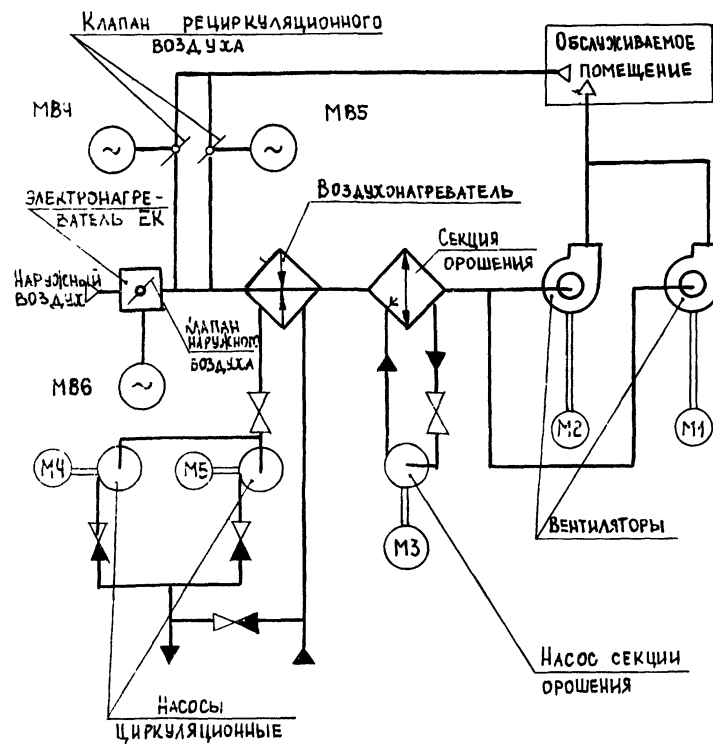 Клапан рециркуляционного
воздуха
Обслуживаемое
помещение
МВ4
МВ5
Электронагре-
ватель ЕК
Воздухонагреватель
Секция
орошения
Наружный
воздух
Клапан
наружного
воздуха
МВ6
М2
М1
М4
М5
М3
Вентиляторы
Насос секции
орошения
Насосы
циркуляционные